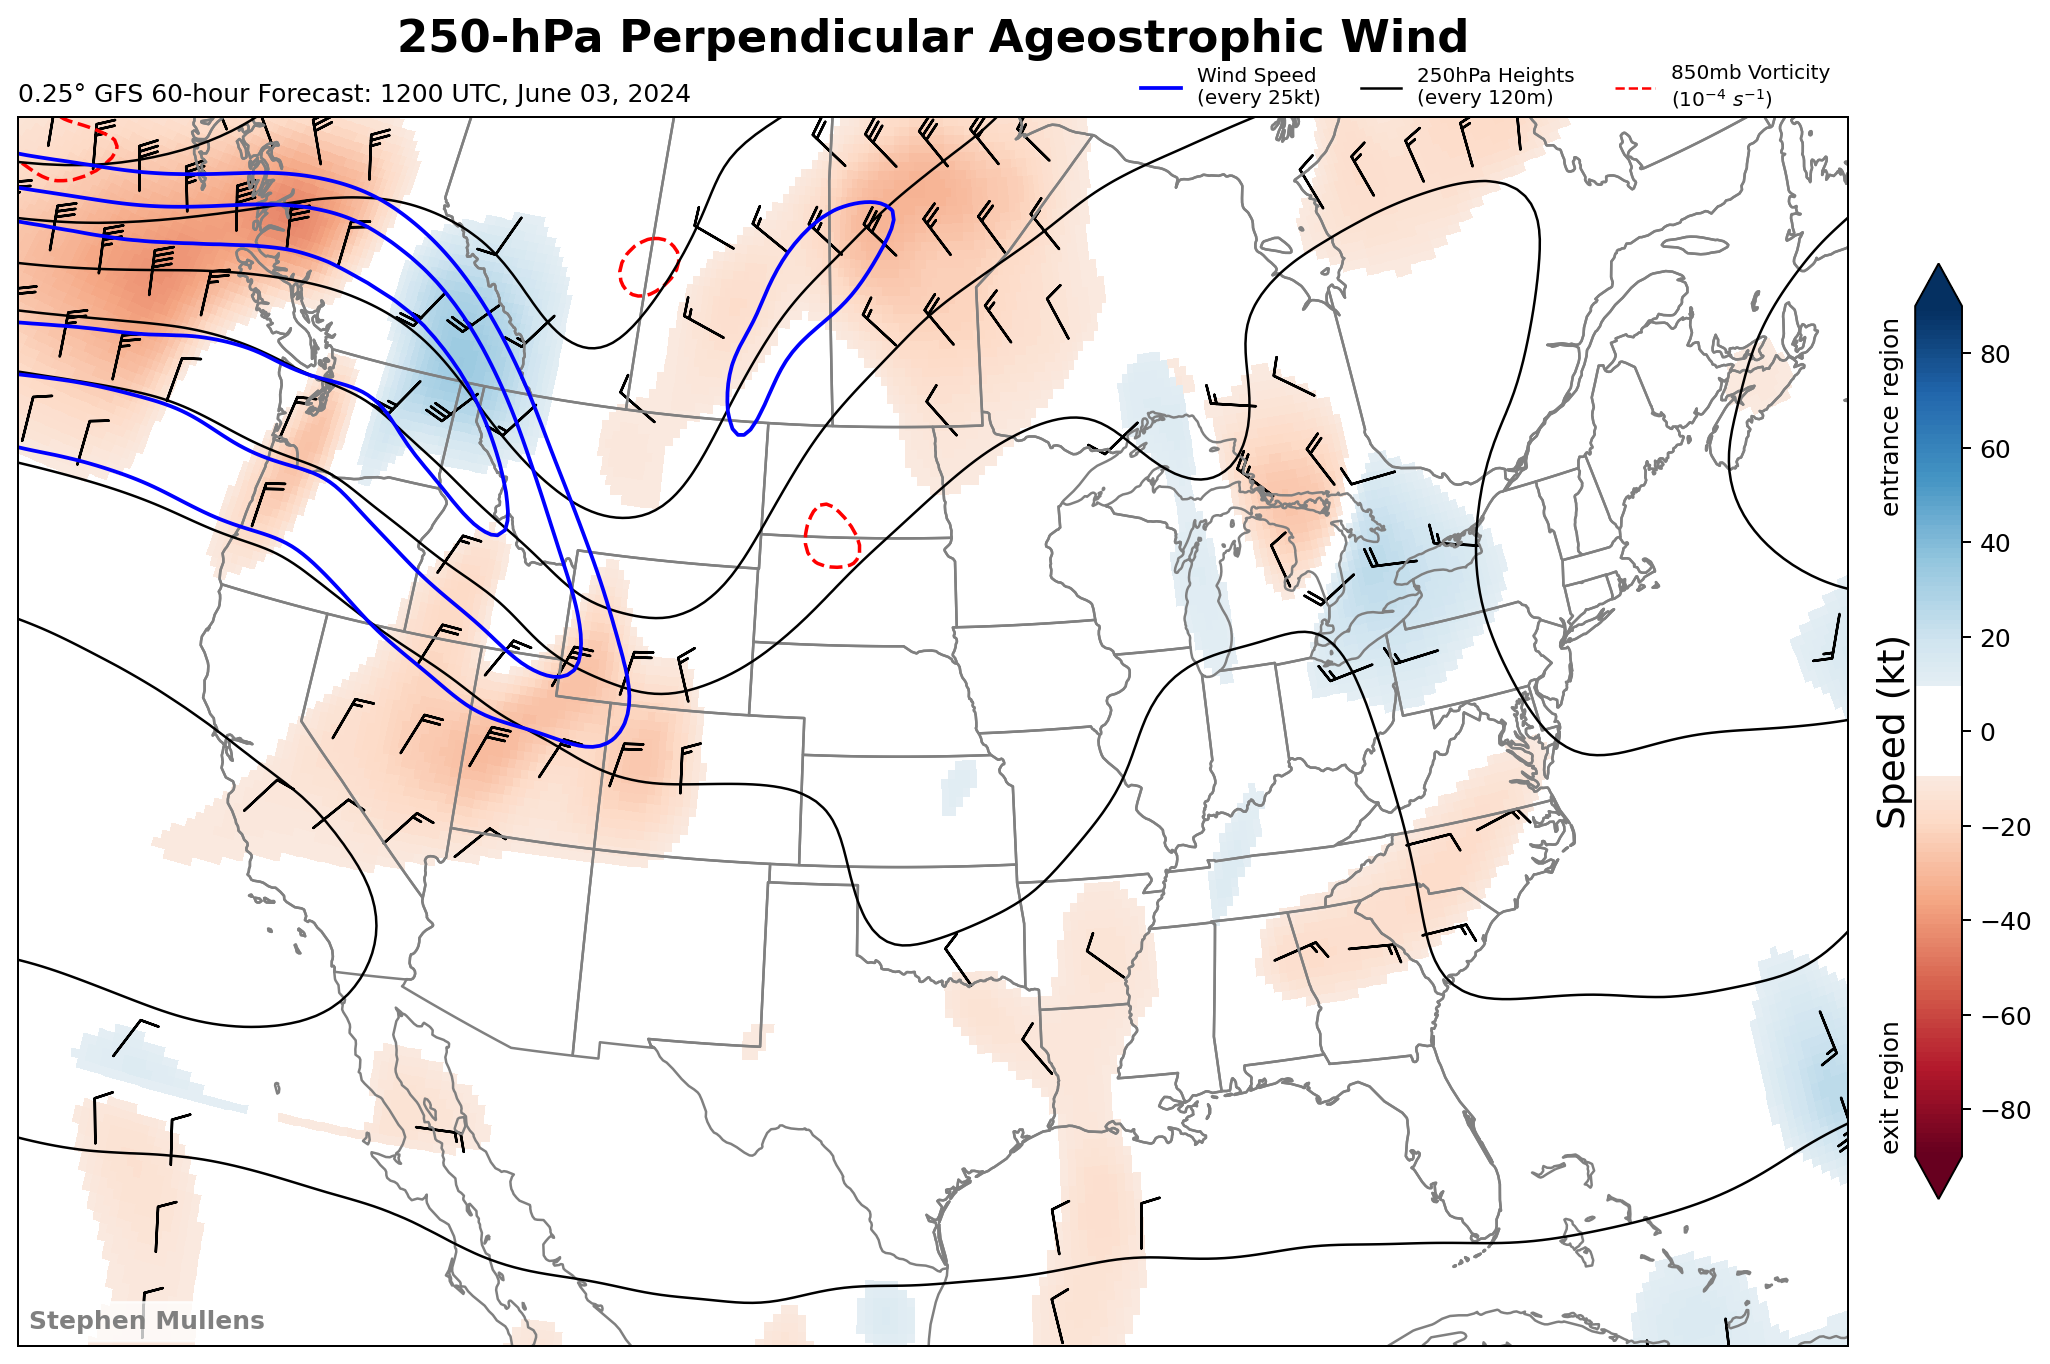 250-hPa Perpendicular Ageostrophic Wind
0.25° GFS 60-hour Forecast: 1200 UTC, June 03, 2024
Wind Speed
(every 25kt)
250hPa Heights
(every 120m)
850mb Vorticity
(10⁻⁴ s⁻¹)
entrance region
Speed (kt)
exit region
80
60
40
20
0
−20
−40
−60
−80
Stephen Mullens